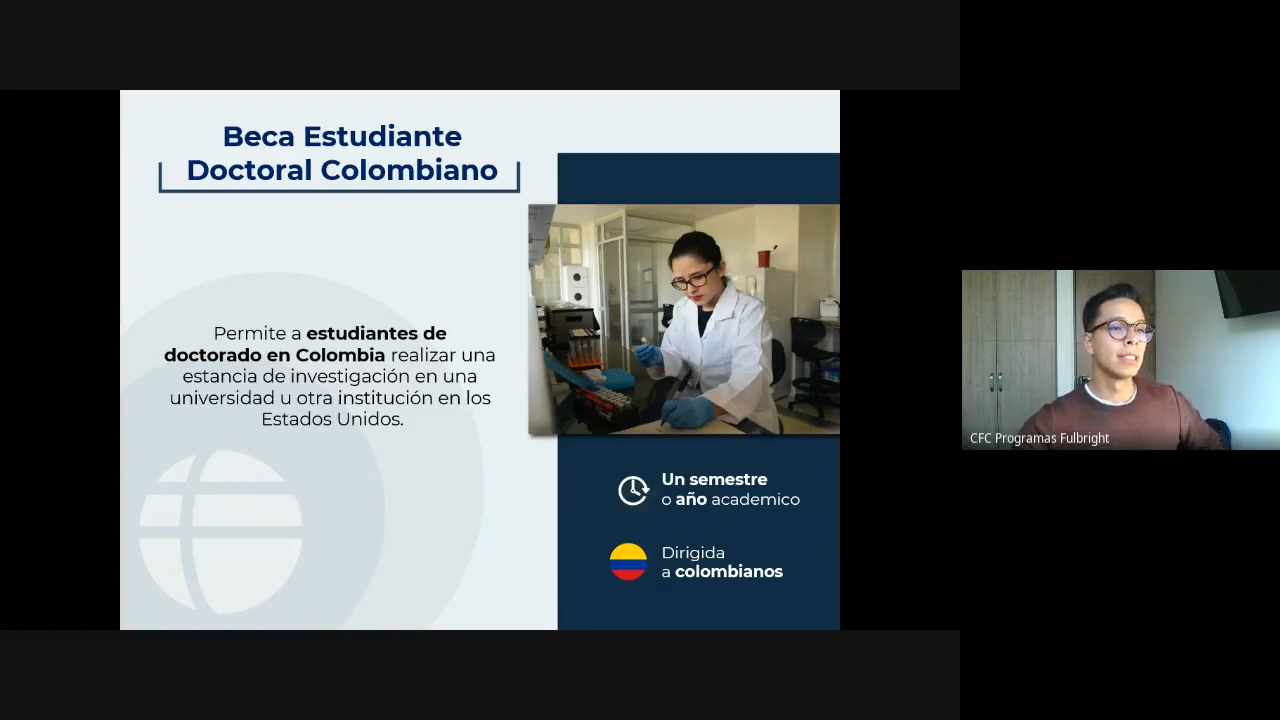 Beca Estudiante
Doctoral Colombiano
Permite a estudiantes de
doctorado en Colombia realizar una
estancia de investigación en una
universidad u otra institución en los
Estados Unidos.
Un semestre
o año academico
Dirigida
a colombianos
CFC Programas Fulbright